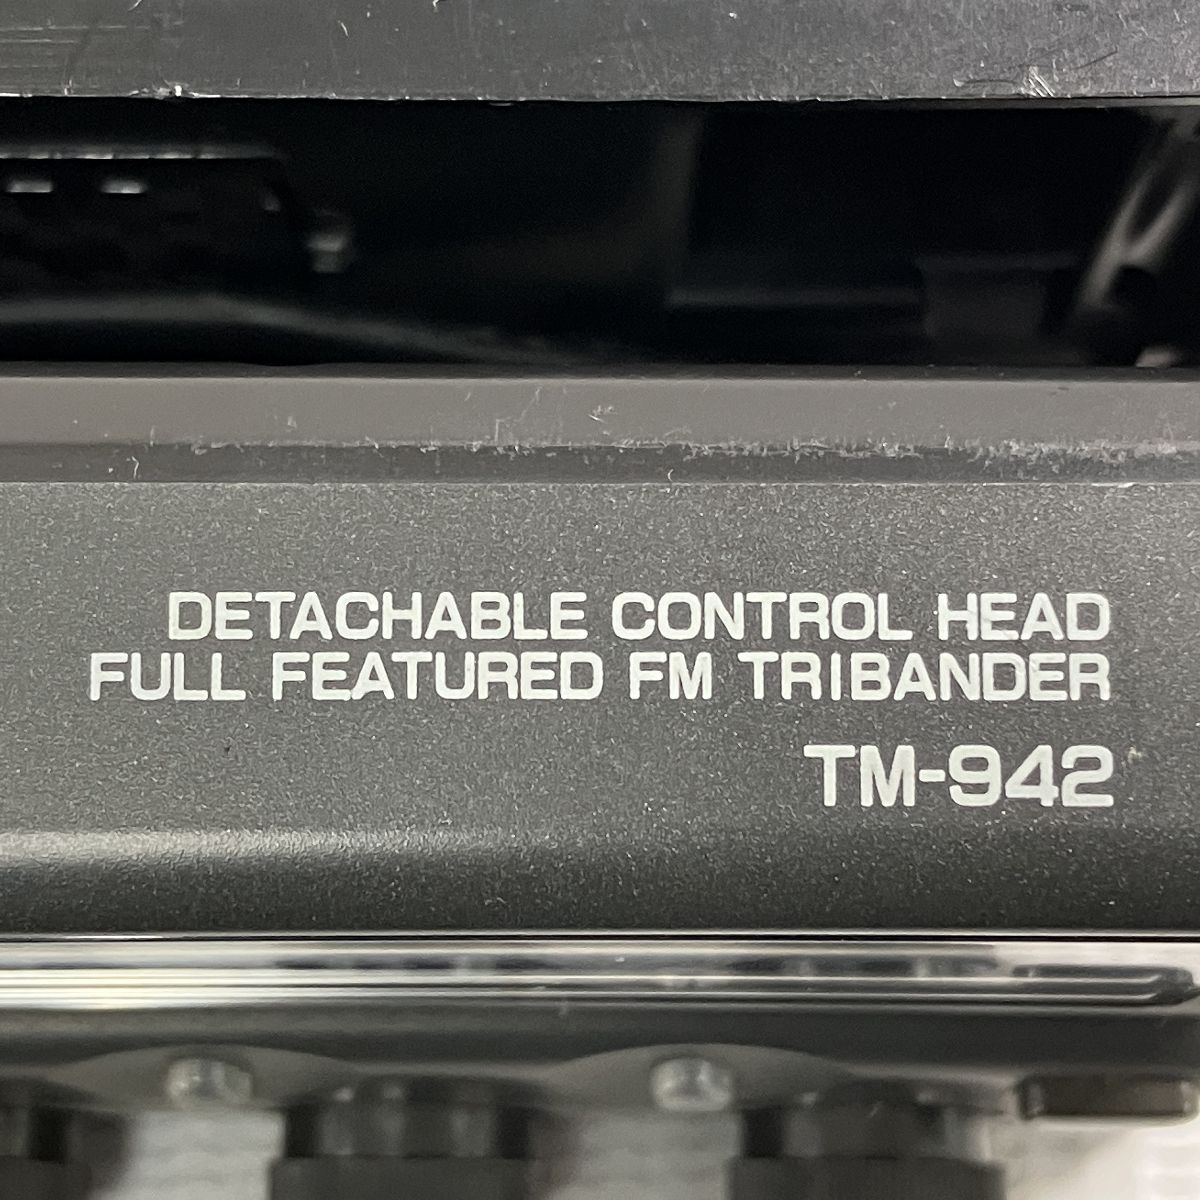 DETACHABLE CONTROL HEAD
FULL FEATURED FM TRIBANDER
TM-942